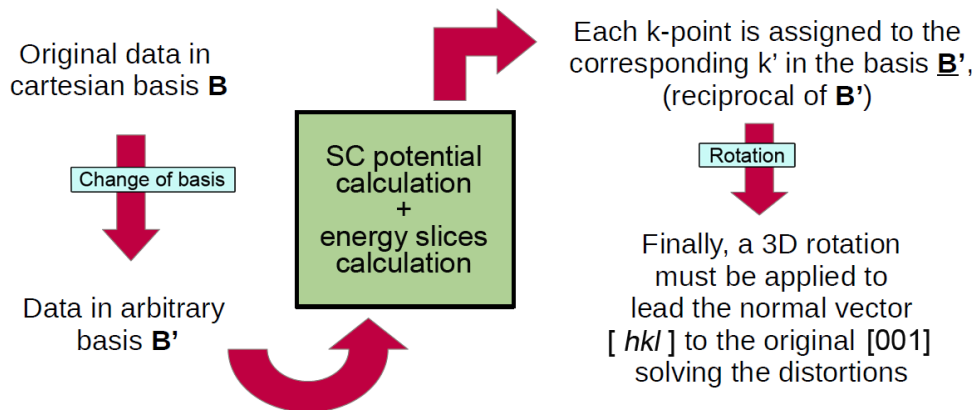 Original data in
cartesian basis B
Change of basis
Data in arbitrary
basis B’
SC potential
calculation
+
energy slices
calculation
Each k-point is assigned to the
corresponding k’ in the basis B’,
(reciprocal of B’)
Rotation
Finally, a 3D rotation
must be applied to
lead the normal vector
[ hkl ] to the original [001]
solving the distortions